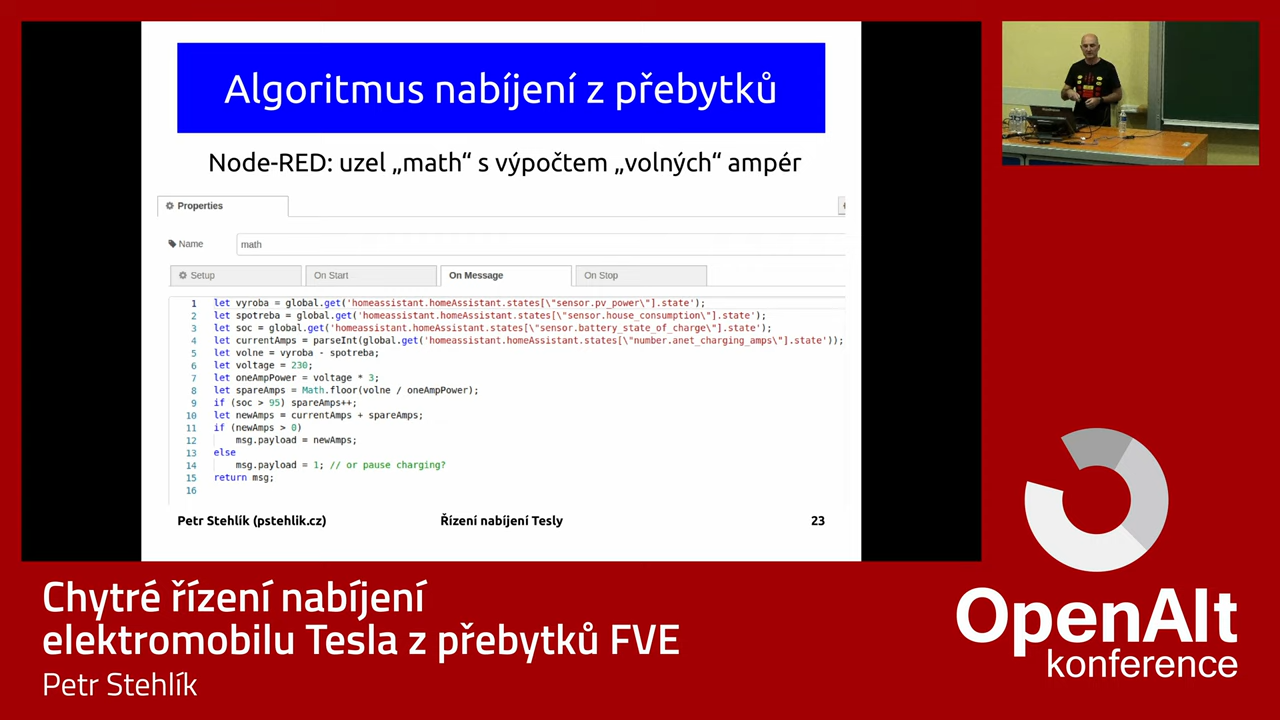 Algoritmus nabíjení z přebytků
Node-RED: uzel „math“ s výpočtem „volných“ ampér
Properties
Name
math
Setup
On Start
On Message
On Stop
1 let vyroba = global.get('homeassistant.homeAssistant.states[\"sensor.pv_power\"].state');
2 let spotreba = global.get('homeassistant.homeAssistant.states[\"sensor.house_consumption\"].state');
3 let soc = global.get('homeassistant.homeAssistant.states[\"sensor.battery_state_of_charge\"].state');
4 let currentAmps = parseInt(global.get('homeassistant.homeAssistant.states[\"number.anet_charging_amps\"].state'));
5 let volne = vyroba - spotreba;
6 let voltage = 230;
7 let oneAmpPower = voltage * 3;
8 let spareAmps = Math.floor(volne / oneAmpPower);
9 if (soc > 95) spareAmps++;
10 let newAmps = currentAmps + spareAmps;
11 if (newAmps > 0)
12 msg.payload = newAmps;
13 else
14 msg.payload = 1; // or pause charging?
15 return msg;
16
Petr Stehlík (pstehlik.cz)
Řízení nabíjení Tesly
23
Chytré řízení nabíjení
elektromobilu Tesla z přebytků FVE
Petr Stehlík
OpenAlt
konference